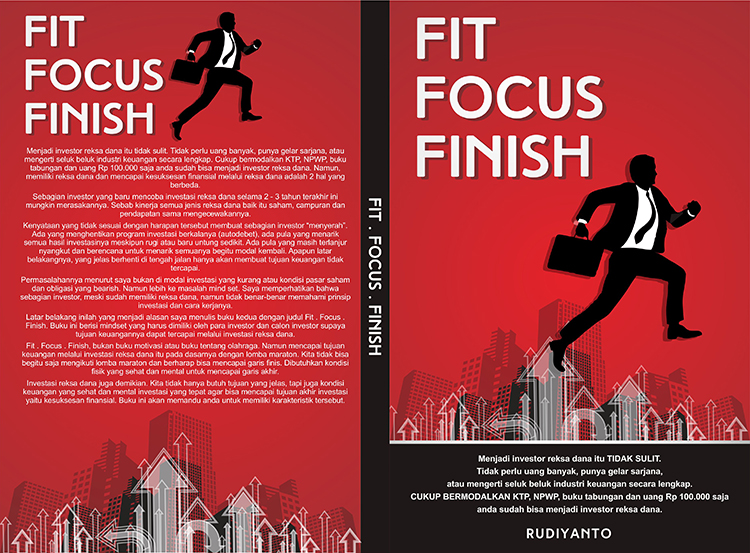 FIT
FOCUS
FINISH
Menjadi investor reksa dana itu tidak sulit. Tidak perlu uang banyak, punya gelar sarjana, atau
mengerti seluk beluk industri keuangan secara lengkap. Cukup bermodalkan KTP, NPWP, buku
tabungan dan uang Rp 100.000 saja anda sudah bisa menjadi investor reksa dana. Namun,
memiliki reksa dana dan mencapai kesuksesan finansial melalui reksa dana adalah 2 hal yang
berbeda.
Sebagian investor yang baru mencoba investasi reksa dana selama 2 - 3 tahun terakhir ini
mungkin merasakannya. Sebab kinerja semua jenis reksa dana baik itu saham, campuran dan
pendapatan sama mengecewakannya.
Kenyataan yang tidak sesuai dengan harapan tersebut membuat sebagian investor “menyerah”.
Ada yang menghentikan program investasi berkalanya (autodebet), ada pula yang menarik
semua hasil investasinya meskipun rugi atau baru untung sedikit. Ada pula yang masih terlanjur
nyangkut dan berencana untuk menarik semuanya begitu modal kembali. Apapun latar
belakangnya, yang jelas berhenti di tengah jalan hanya akan membuat tujuan keuangan tidak
tercapai.
Permasalahannya menurut saya bukan di modal investasi yang kurang atau kondisi pasar saham
dan obligasi yang bearish. Namun lebih ke masalah mind set. Saya memperhatikan bahwa
sebagian investor, meski sudah memiliki reksa dana, namun tidak benar-benar memahami prinsip
investasi dan cara kerjanya.
Latar belakang inilah yang menjadi alasan saya menulis buku kedua dengan judul Fit . Focus .
Finish. Buku ini berisi mindset yang harus dimiliki oleh para investor dan calon investor supaya
tujuan keuangannya dapat tercapai melalui investasi reksa dana.
Fit . Focus . Finish, bukan buku motivasi atau buku tentang olahraga. Namun mencapai tujuan
keuangan melalui investasi reksa dana itu pada dasarnya dengan lomba maraton. Kita tidak bisa
begitu saja mengikuti lomba maraton dan berharap bisa mencapai garis finis. Dibutuhkan kondisi
fisik yang sehat dan mental untuk mencapai garis akhir.
Investasi reksa dana juga demikian. Kita tidak hanya butuh tujuan yang jelas, tapi juga kondisi
keuangan yang sehat dan mental investasi yang tepat agar bisa mencapai tujuan akhir investasi
yaitu kesuksesan finansial. Buku ini akan memandu anda untuk memiliki karakteristik tersebut.
FIT . FOCUS . FINISH
FIT
FOCUS
FINISH
Menjadi investor reksa dana itu TIDAK SULIT.
Tidak perlu uang banyak, punya gelar sarjana,
atau mengerti seluk beluk industri keuangan secara lengkap.
CUKUP BERMODALKAN KTP, NPWP, buku tabungan dan uang Rp 100.000 saja
anda sudah bisa menjadi investor reksa dana.
RUDIYANTO